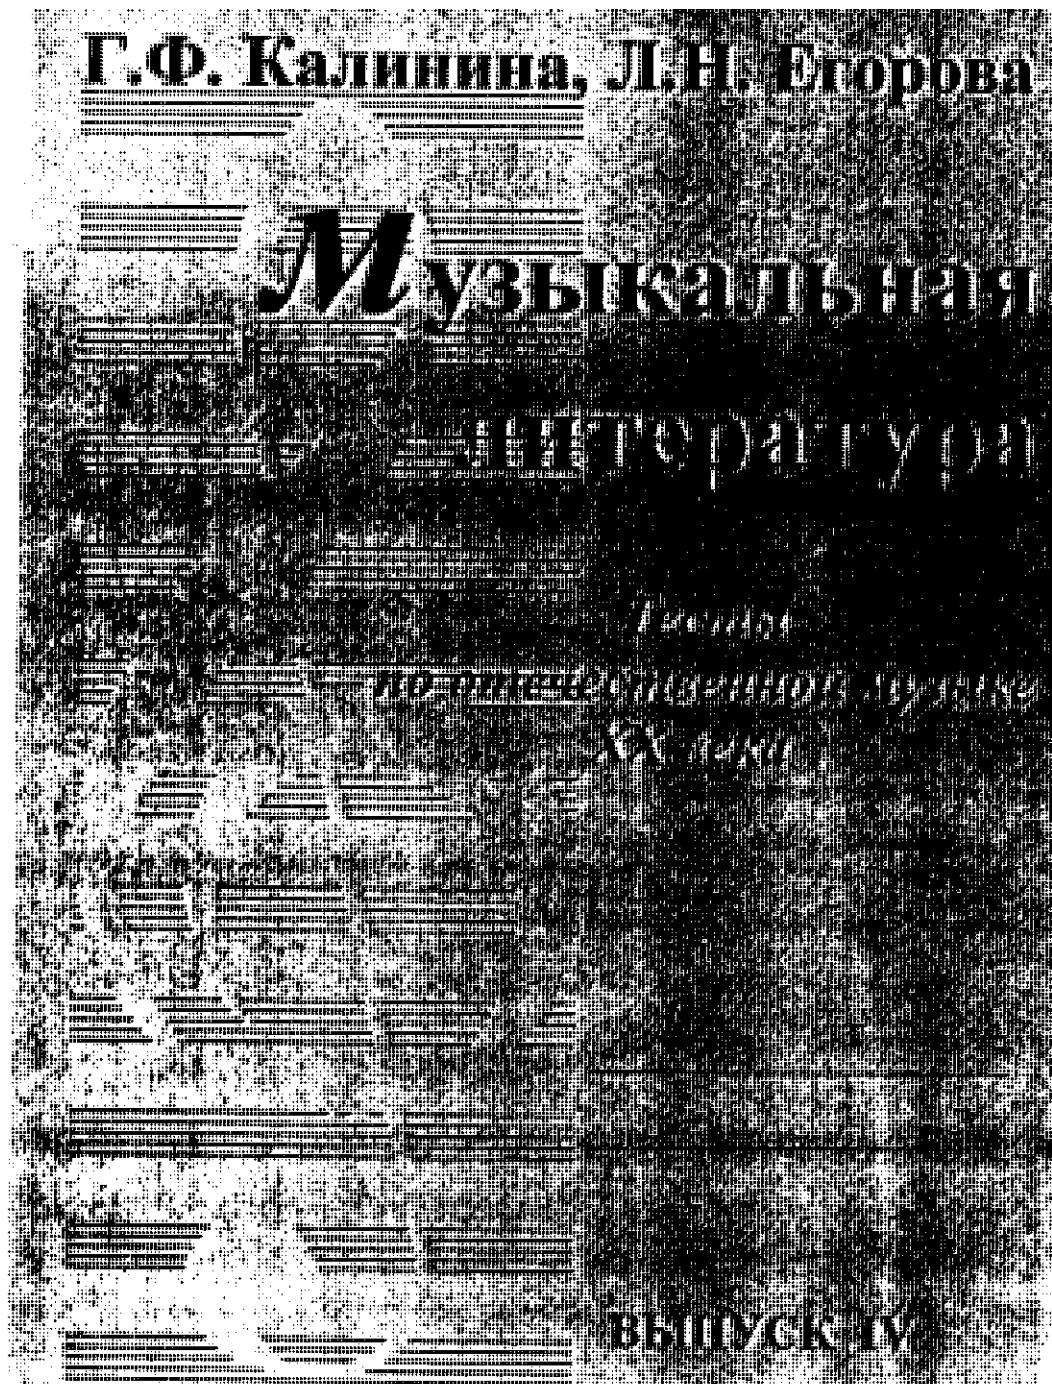 Г.Ф. Калинина, Л.Н. Егорова
Музыкальная
литература
Тесты
по отечественной музыке
XX века
ВЫПУСК IV